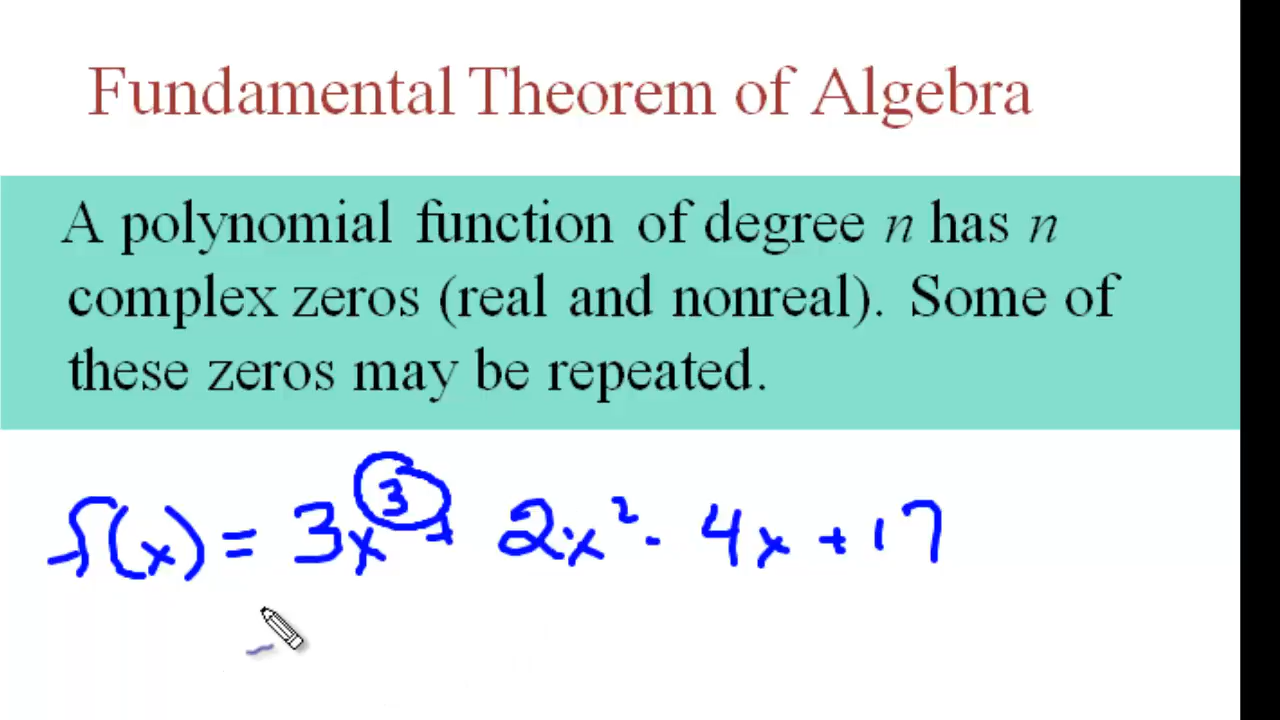 Fundamental Theorem of Algebra
A polynomial function of degree n has n
complex zeros (real and nonreal). Some of
these zeros may be repeated.
f(x) = 3x³ + 2x² - 4x + 17